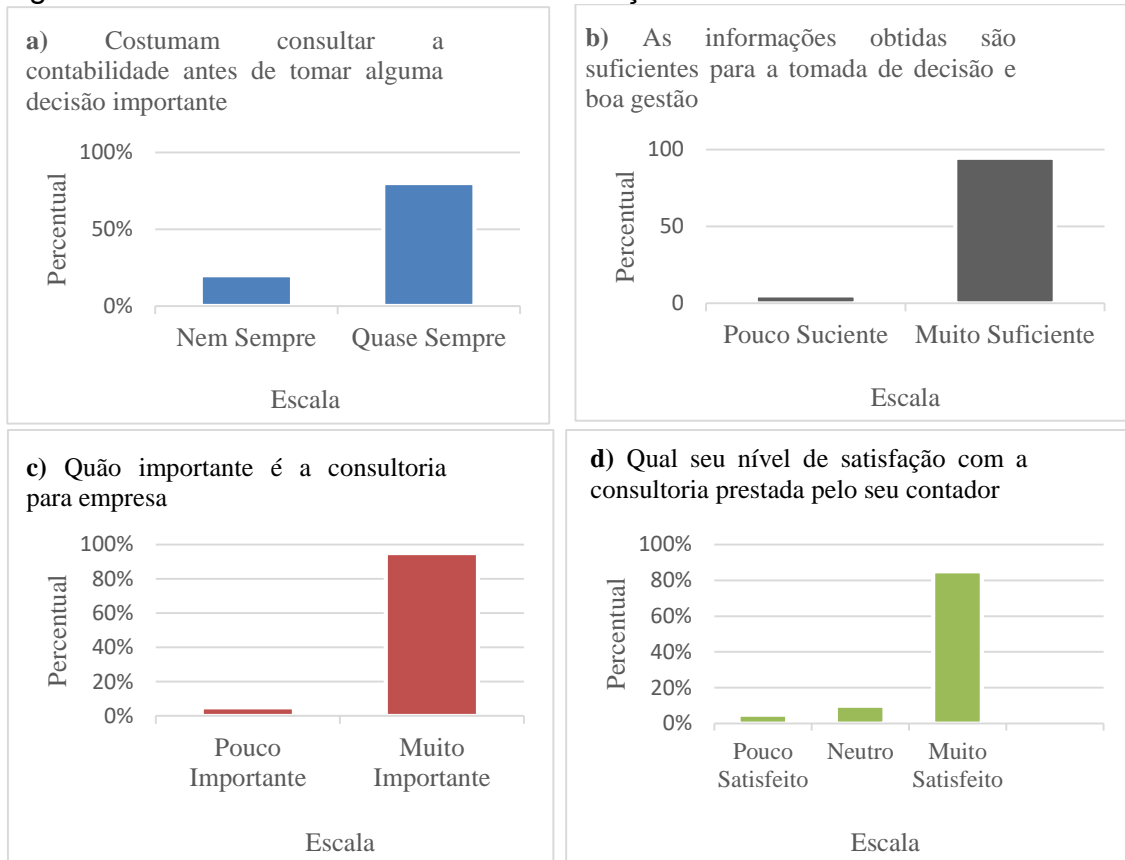 a) Costumam consultar a
contabilidade antes de tomar alguma
decisão importante
100%
50%
0%
Percentual
Nem Sempre
Quase Sempre
Escala
b) As informações obtidas são
suficientes para a tomada de decisão e
boa gestão
100
50
0
Percentual
Pouco Suciente
Muito Suficiente
Escala
c) Quão importante é a consultoria
para empresa
100%
80%
60%
40%
20%
0%
Percentual
Pouco
Importante
Muito
Importante
Escala
d) Qual seu nível de satisfação com a
consultoria prestada pelo seu contador
100%
80%
60%
40%
20%
0%
Percentual
Pouco
Satisfeito
Neutro
Muito
Satisfeito
Escala